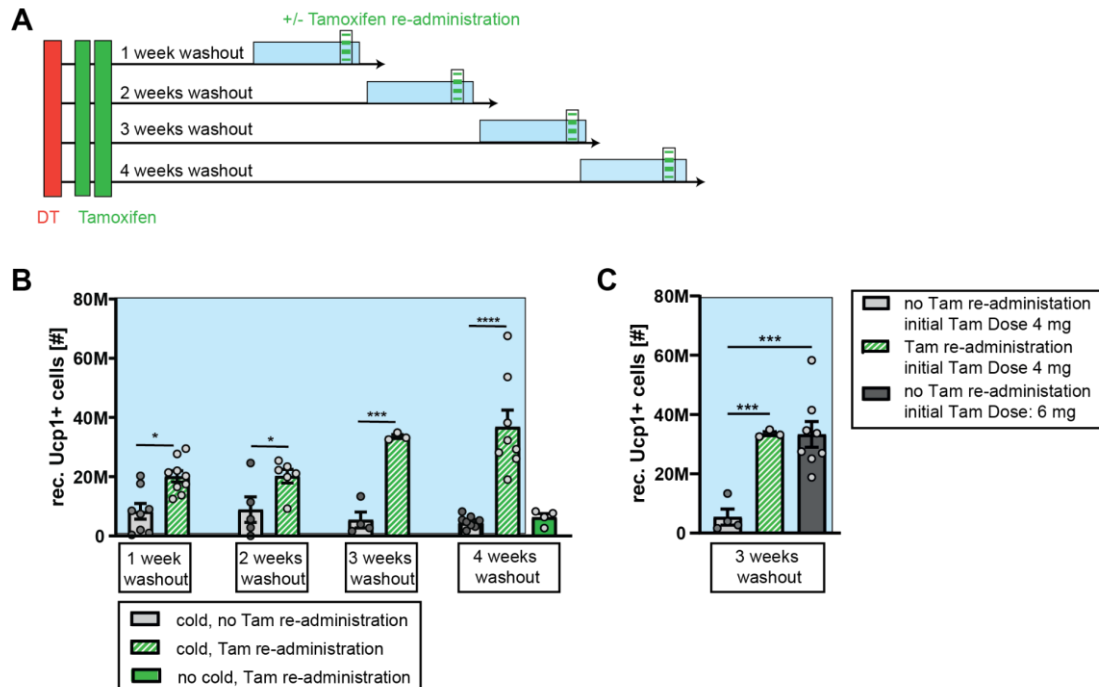 A
+/- Tamoxifen re-administration
1 week washout
2 weeks washout
3 weeks washout
4 weeks washout
DT
Tamoxifen
B
rec. Ucp1+ cells [#]
80M
60M
40M
20M
0
*
*
***
****
1 week
washout
2 weeks
washout
3 weeks
washout
4 weeks
washout
cold, no Tam re-administration
cold, Tam re-administration
no cold, Tam re-administration
C
rec. Ucp1+ cells [#]
80M
60M
40M
20M
0
***
***
3 weeks
washout
no Tam re-administation
initial Tam Dose 4 mg
Tam re-administration
initial Tam Dose 4 mg
no Tam re-administation
initial Tam Dose: 6 mg